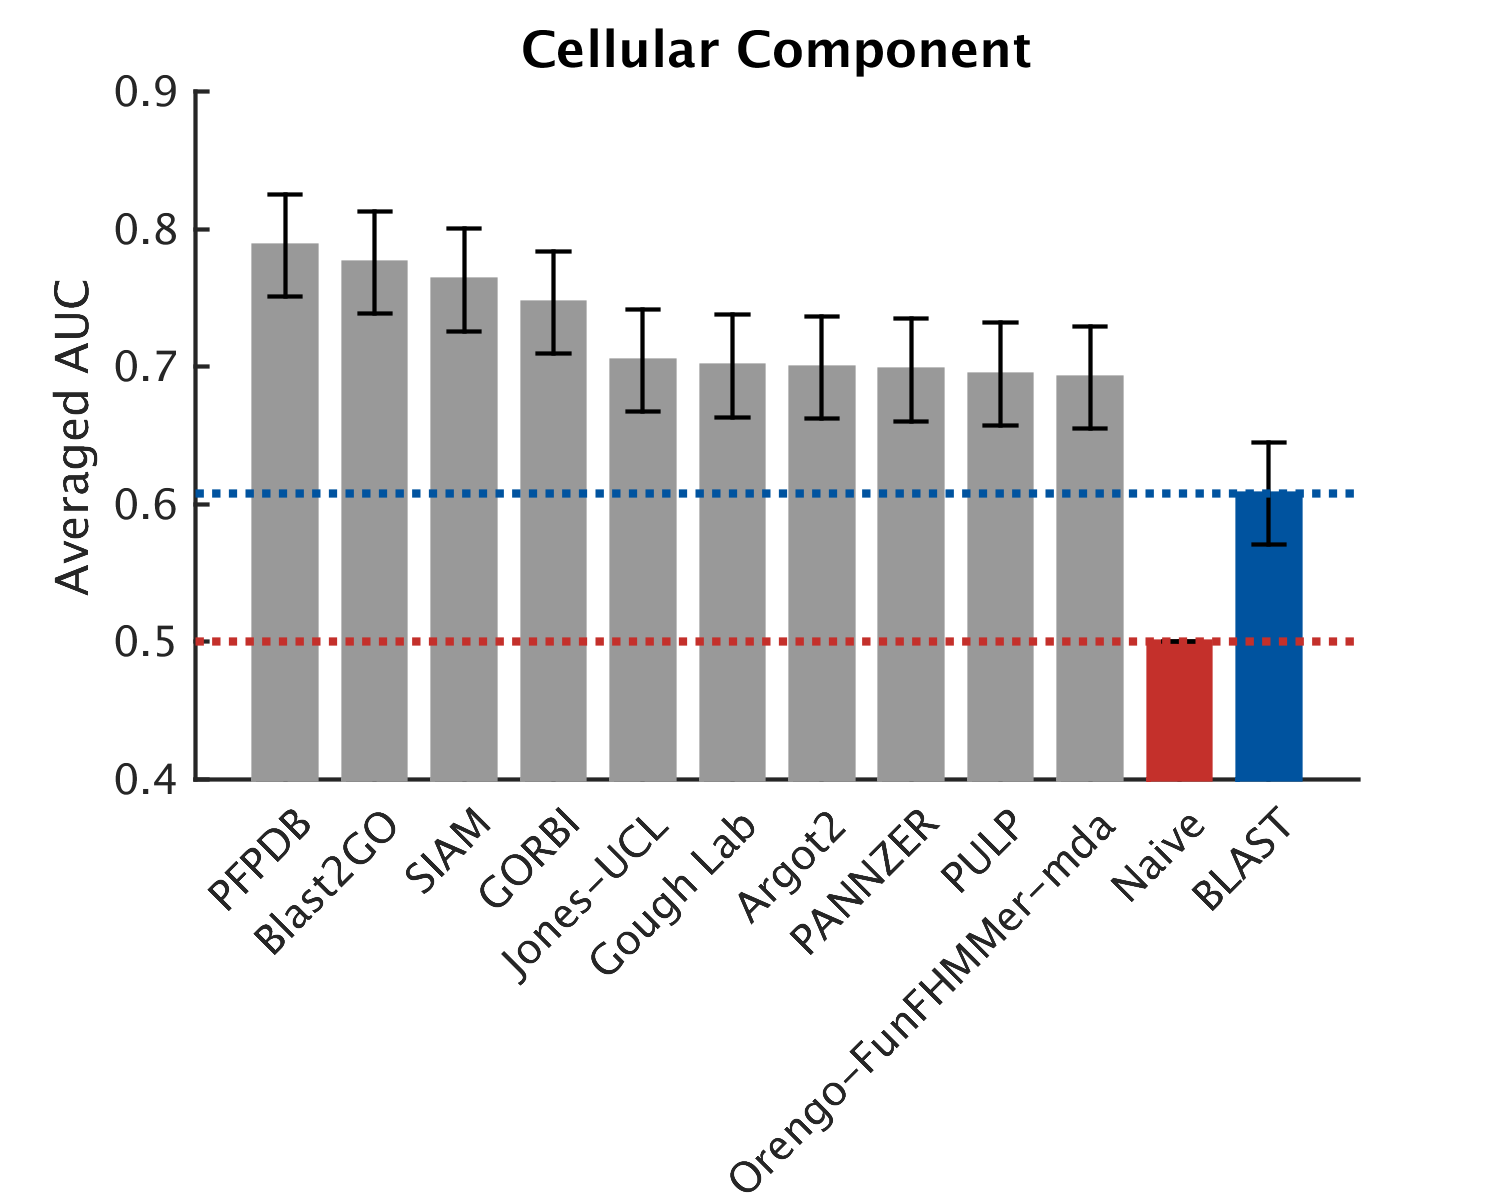 Cellular Component
Averaged AUC
0.9
0.8
0.7
0.6
0.5
0.4
PFPDB
Blast2GO
SIAM
GORBI
Jones-UCL
Gough Lab
Argot2
PANNZER
PULP
Orengo-FunFHMMer-mda
Naive
BLAST